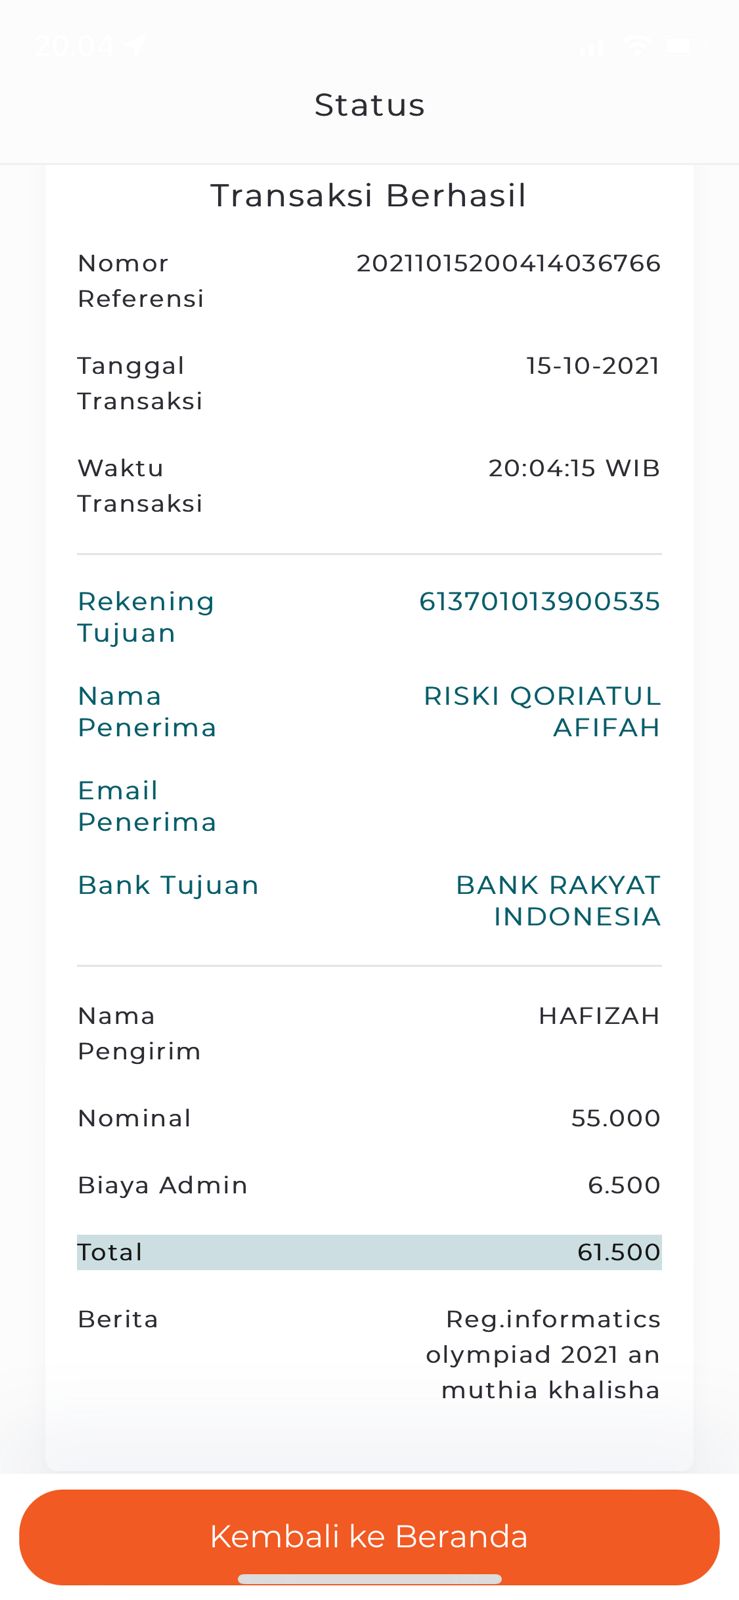 20:04
Status
Transaksi Berhasil
Nomor Referensi 20211015200414036766
Tanggal Transaksi 15-10-2021
Waktu Transaksi 20:04:15 WIB
Rekening Tujuan 613701013900535
Nama Penerima RISKI QORIATUL AFIFAH
Email Penerima
Bank Tujuan BANK RAKYAT INDONESIA
Nama Pengirim HAFIZAH
Nominal 55.000
Biaya Admin 6.500
Total 61.500
Berita Reg.informatics olympiad 2021 an muthia khalisha
Kembali ke Beranda